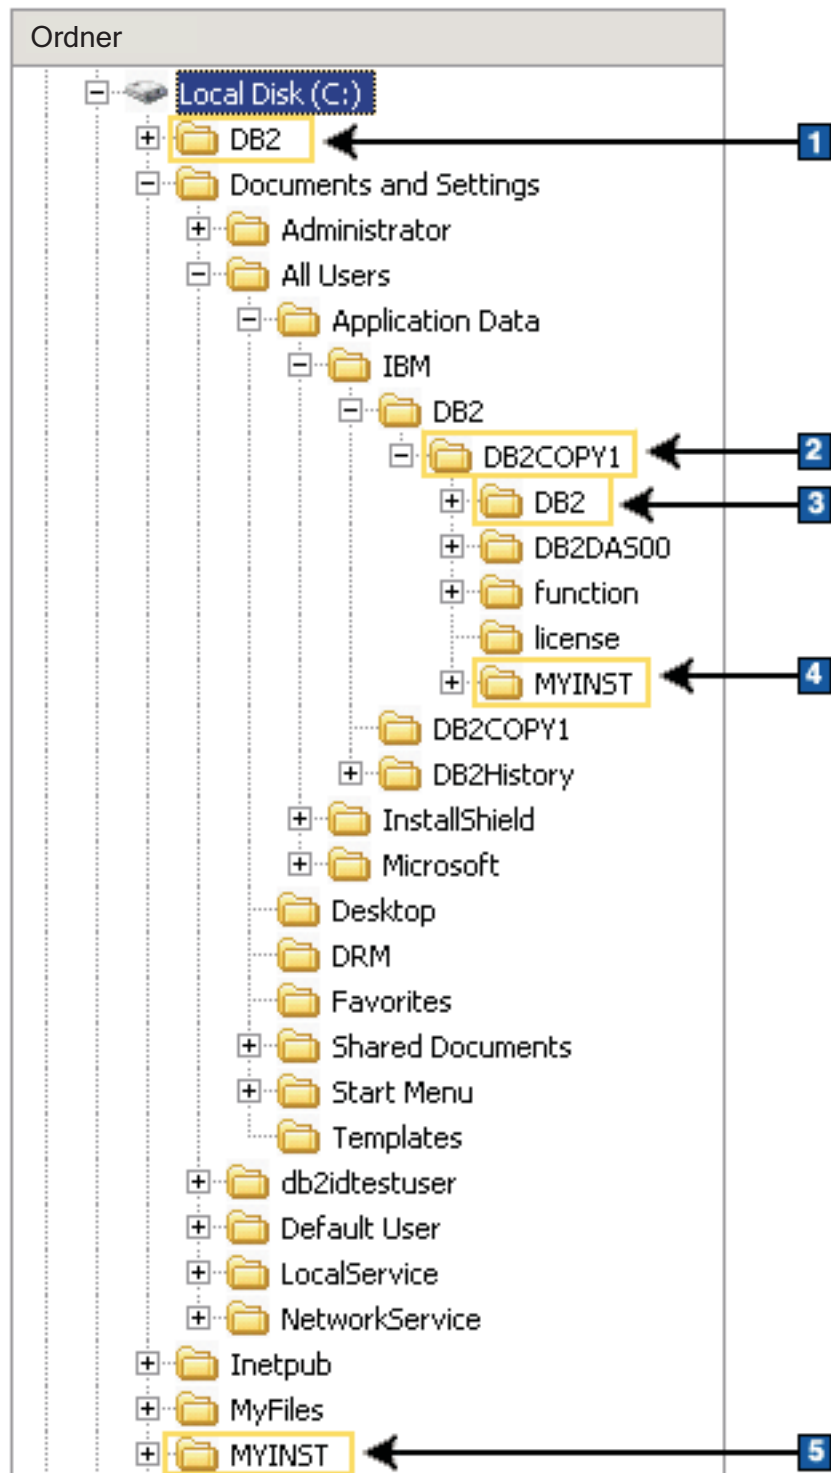 Ordner
Local Disk (C:)
DB2
1
Documents and Settings
Administrator
All Users
Application Data
IBM
DB2
DB2COPY1
2
DB2
3
DB2DAS00
function
license
MYINST
4
DB2COPY1
DB2History
InstallShield
Microsoft
Desktop
DRM
Favorites
Shared Documents
Start Menu
Templates
db2idtestuser
Default User
LocalService
NetworkService
Inetpub
MyFiles
MYINST
5